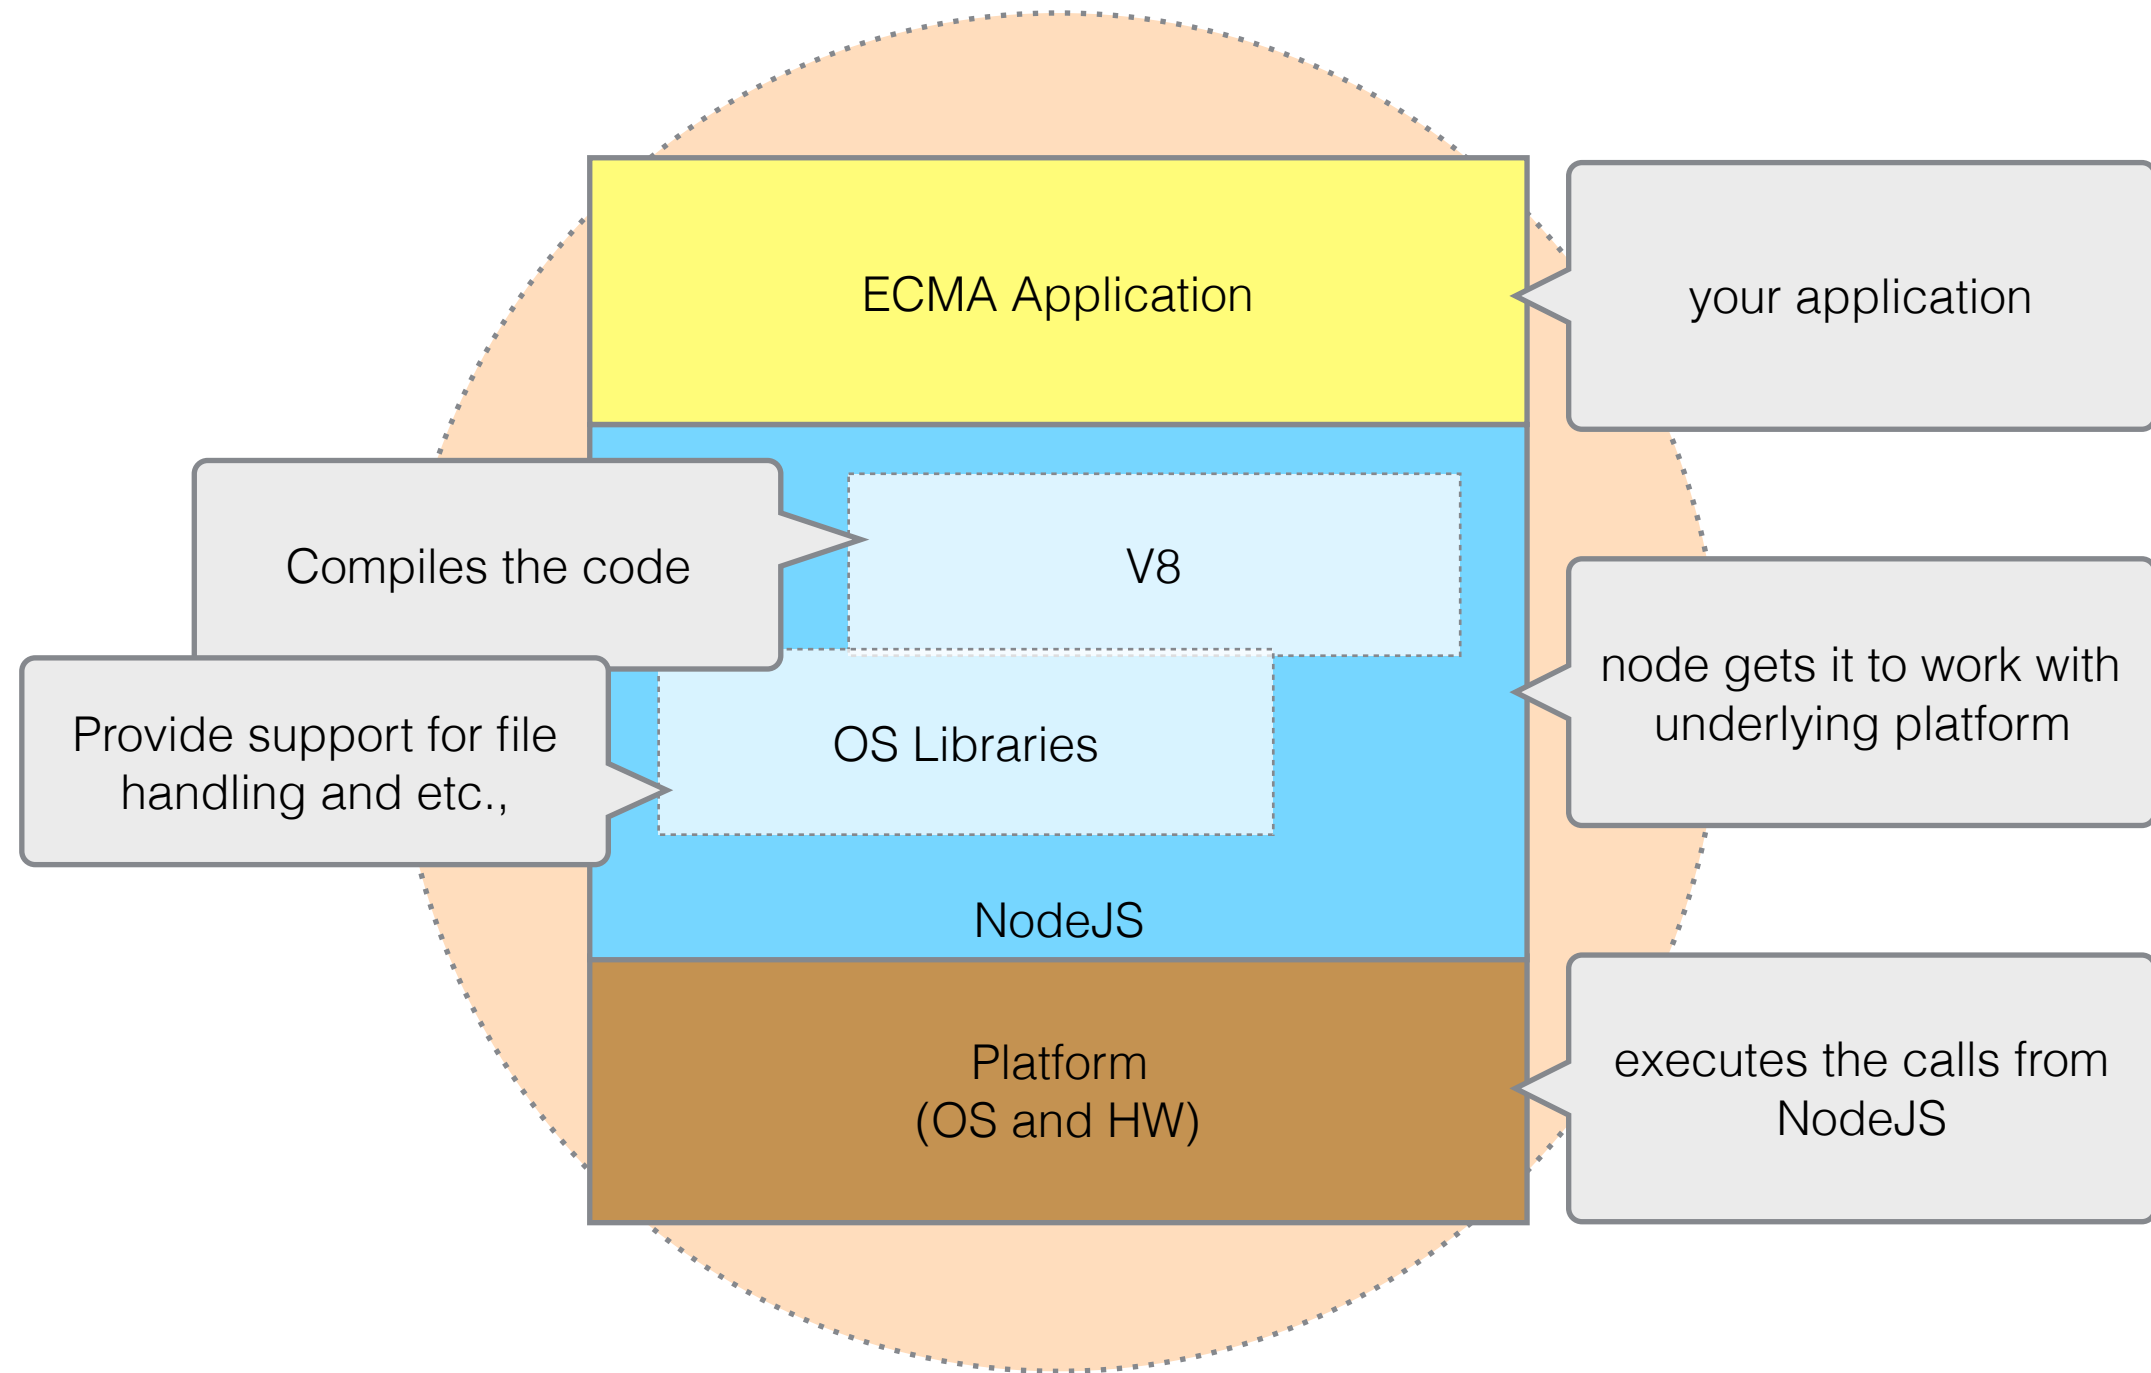 ECMA Application
your application
Compiles the code
V8
node gets it to work with
underlying platform
Provide support for file
handling and etc.,
OS Libraries
NodeJS
Platform
(OS and HW)
executes the calls from
NodeJS